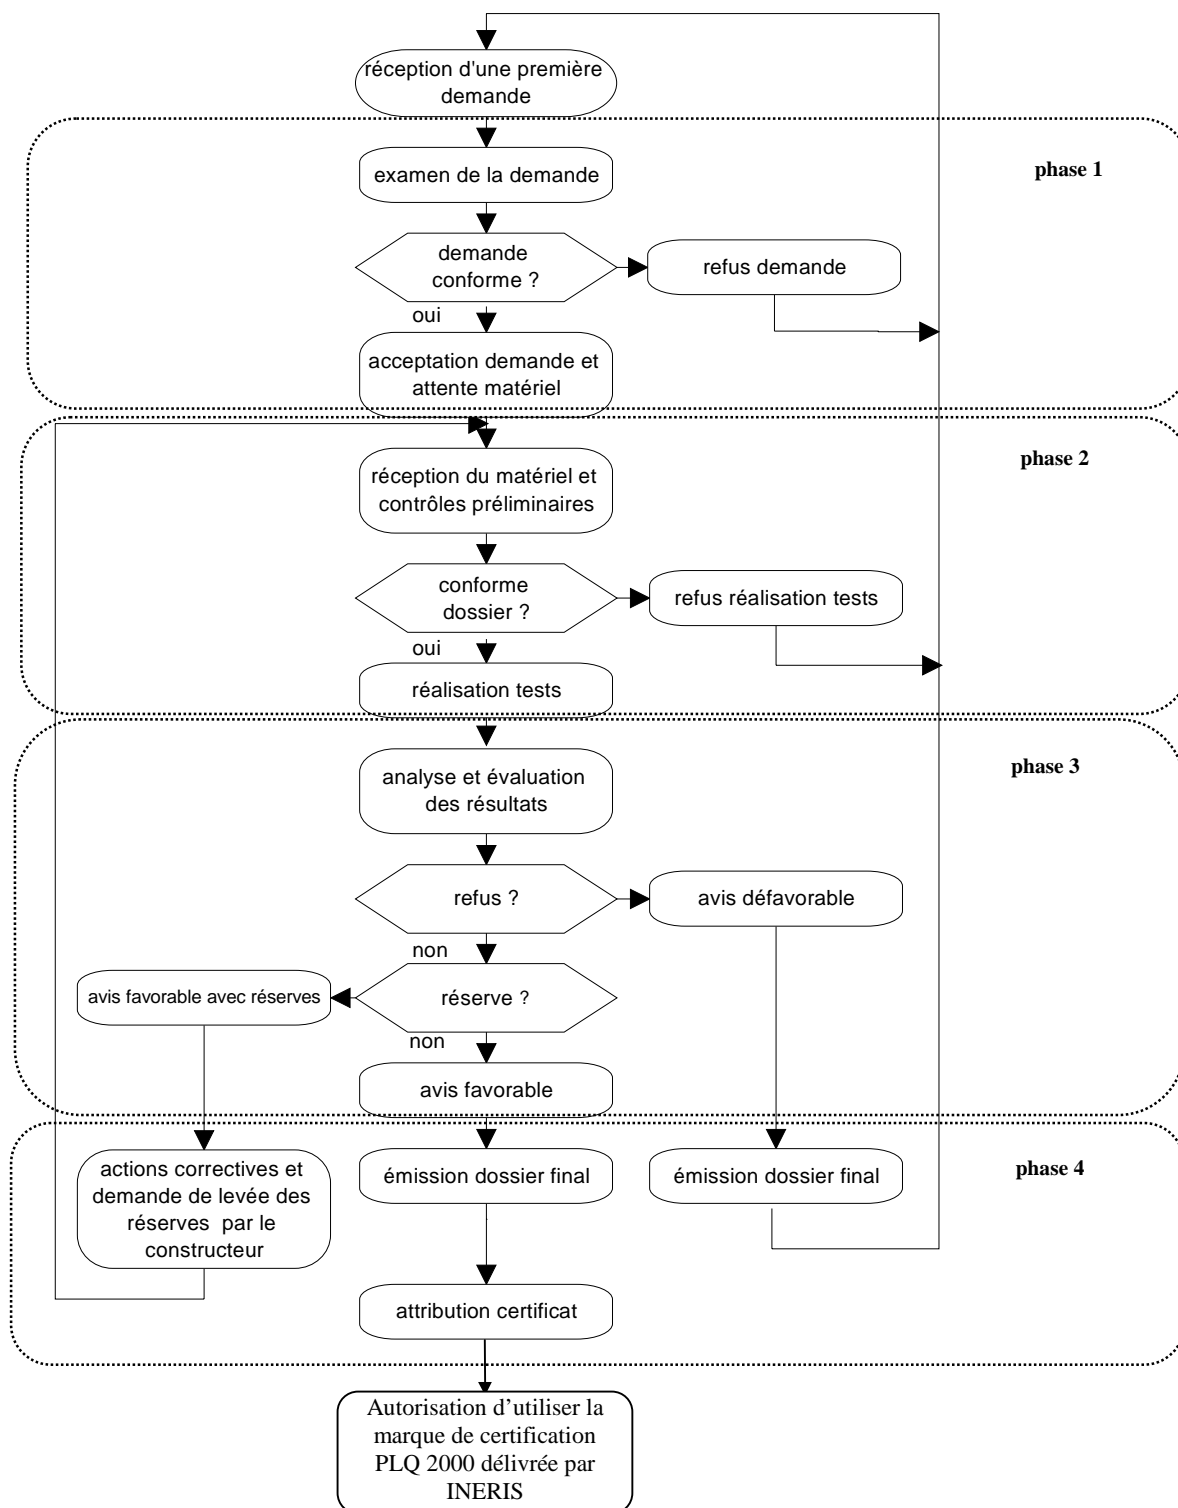 réception d'une première
demande
phase 1
examen de la demande
demande
conforme ?
refus demande
oui
acceptation demande et
attente matériel
phase 2
réception du matériel et
contrôles préliminaires
conforme
dossier ?
refus réalisation tests
oui
réalisation tests
phase 3
analyse et évaluation
des résultats
refus ?
avis défavorable
non
avis favorable avec réserves
réserve ?
non
avis favorable
phase 4
actions correctives et
demande de levée des
réserves par le
constructeur
émission dossier final
émission dossier final
attribution certificat
Autorisation d’utiliser la
marque de certification
PLQ 2000 délivrée par
INERIS